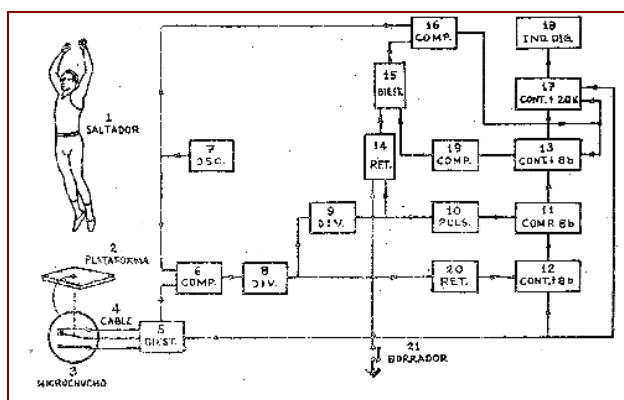 16
COMP.
18
IND. DIG.
15
BIEST.
17
CONT. ↑ 20K
1
SALTADOR
7
OSC.
14
RET.
19
COMP.
13
CONT. ↑ 8b
9
DIV.
10
PULS.
11
COMP. 8b
2
PLATAFORMA
6
COMP.
8
DIV.
20
RET.
12
CONT. ↑ 8b
4
CABLE
5
BIEST.
21
BORRADOR
3